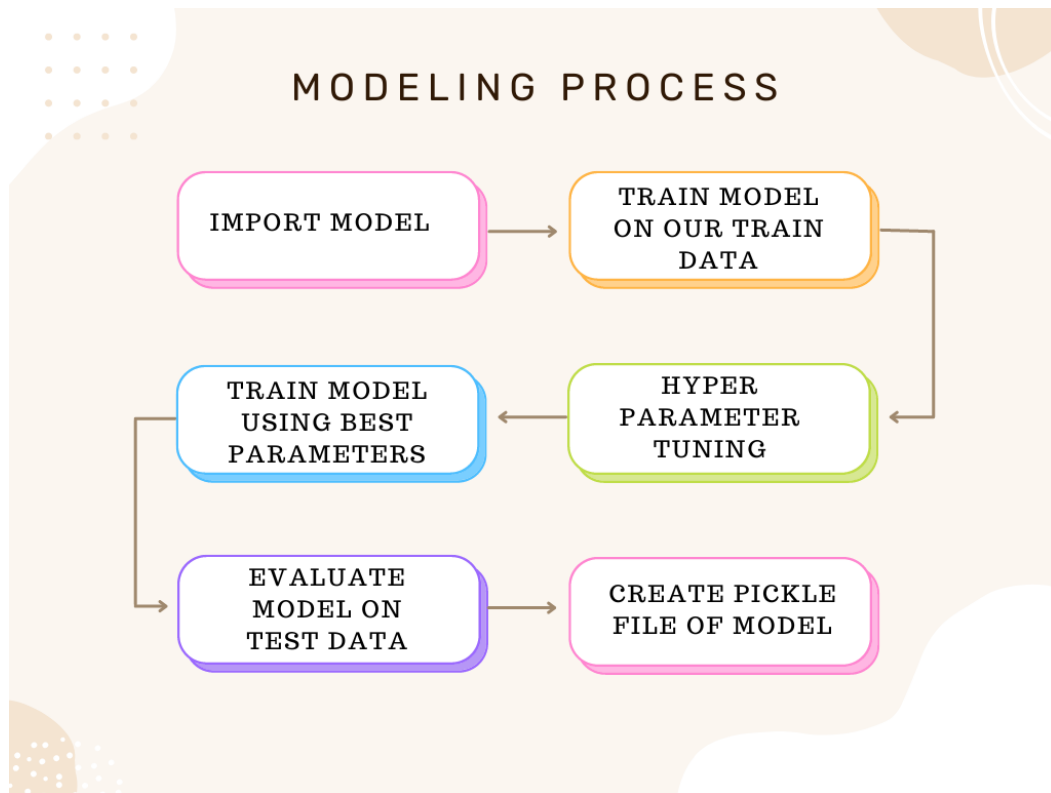 MODELING PROCESS
IMPORT MODEL
TRAIN MODEL
ON OUR TRAIN
DATA
HYPER
PARAMETER
TUNING
TRAIN MODEL
USING BEST
PARAMETERS
EVALUATE
MODEL ON
TEST DATA
CREATE PICKLE
FILE OF MODEL